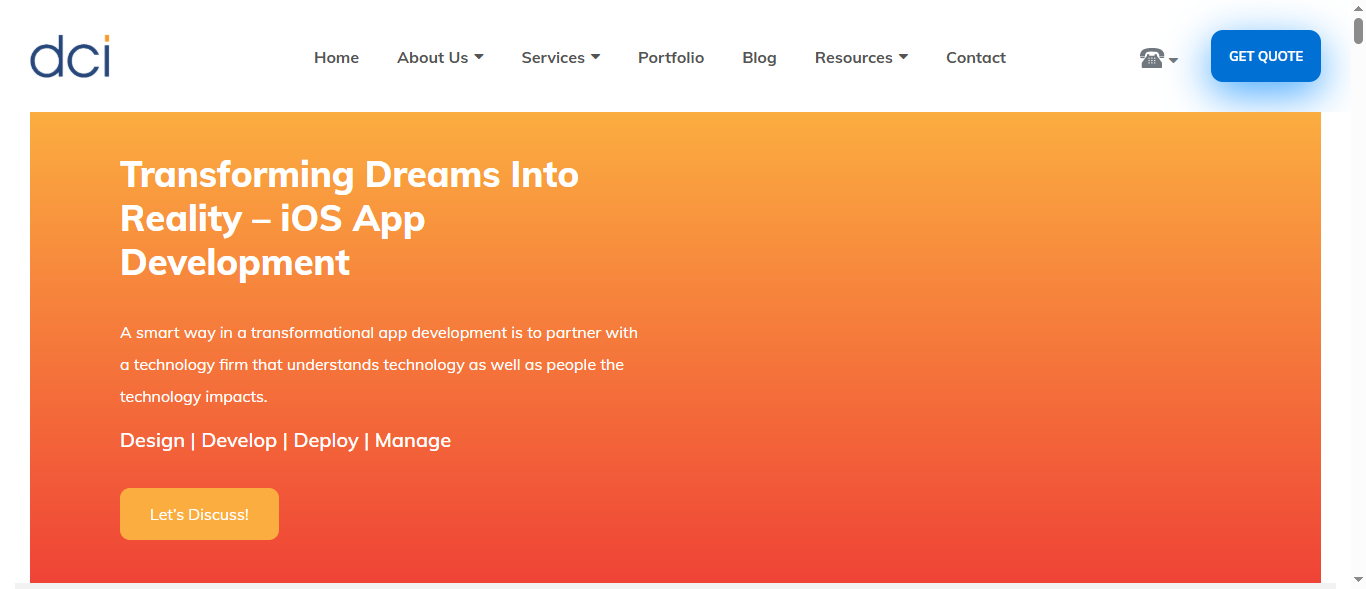 dci
Home About Us Services Portfolio Blog Resources Contact GET QUOTE
Transforming Dreams Into
Reality – iOS App
Development
A smart way in a transformational app development is to partner with
a technology firm that understands technology as well as people the
technology impacts.
Design | Develop | Deploy | Manage
Let's Discuss!